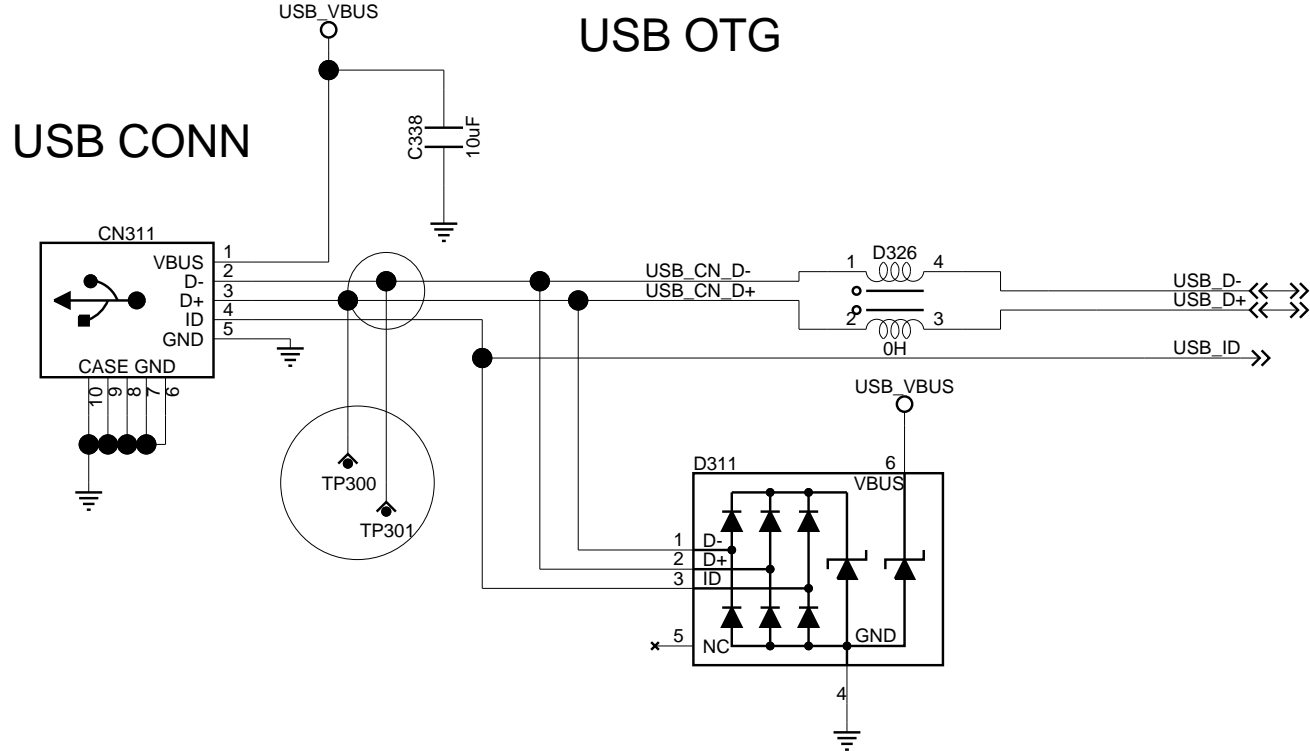 USB_VBUS
USB OTG
USB CONN
C338
10uF
CN311
VBUS
D-
D+
ID
GND
CASE GND
1
2
3
4
5
10
9
8
7
6
USB_CN_D-
USB_CN_D+
D326
1
4
2
3
0H
USB_D-
USB_D+
USB_ID
TP300
TP301
USB_VBUS
D311
6
VBUS
1
D-
2
D+
3
ID
5
NC
GND
4